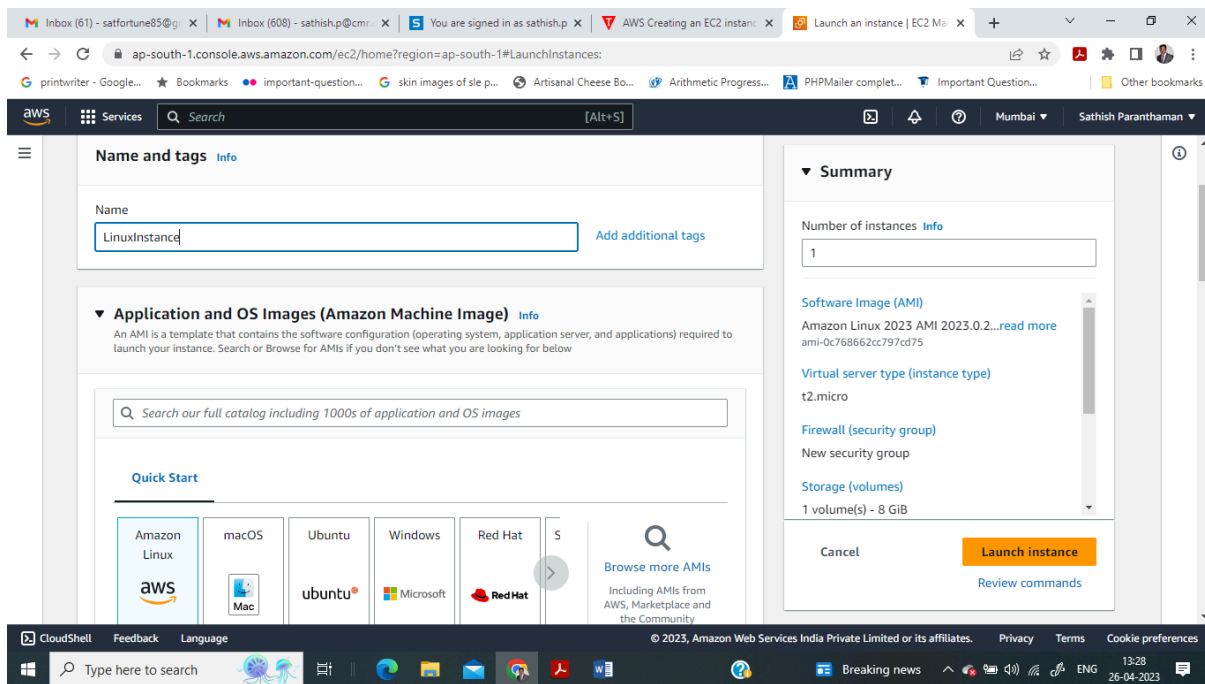 Inbox (61) - satfortune85@g
Inbox (608) - sathish.p@cmr
You are signed in as sathish.p
AWS Creating an EC2 instanc
Launch an instance | EC2 Ma
ap-south-1.console.aws.amazon.com/ec2/home?region=ap-south-1#LaunchInstances:
printwriter - Google... Bookmarks important-question... skin images of sle p... Artisanal Cheese Bo... Arithmetic Progress... PHPMailer complet... Important Question... Other bookmarks
aws Services Search [Alt+S] Mumbai Sathish Paranthaman
Name and tags Info
Name
LinuxInstance
Add additional tags
Application and OS Images (Amazon Machine Image) Info
An AMI is a template that contains the software configuration (operating system, application server, and applications) required to
launch your instance. Search or Browse for AMIs if you don't see what you are looking for below
Search our full catalog including 1000s of application and OS images
Quick Start
Amazon
Linux
aws
macOS
Mac
Ubuntu
ubuntu
Windows
Microsoft
Red Hat
Red Hat
S
Browse more AMIs
Including AMIs from
AWS, Marketplace and
the Community
Summary
Number of instances Info
1
Software Image (AMI)
Amazon Linux 2023 AMI 2023.0.2...read more
ami-0c768662cc797cd75
Virtual server type (instance type)
t2.micro
Firewall (security group)
New security group
Storage (volumes)
1 volume(s) - 8 GiB
Cancel
Launch instance
Review commands
CloudShell Feedback Language © 2023, Amazon Web Services India Private Limited or its affiliates. Privacy Terms Cookie preferences
Type here to search
Breaking news
ENG
13:28
26-04-2023